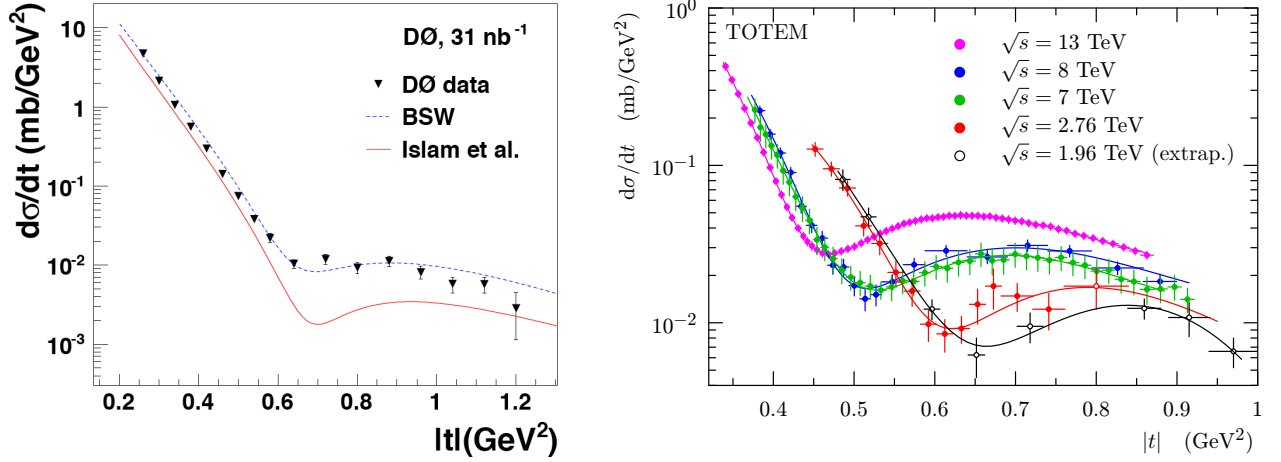 dσ/dt (mb/GeV²)
10
1
10⁻¹
10⁻²
10⁻³
DØ, 31 nb⁻¹
DØ data
BSW
Islam et al.
0.2 0.4 0.6 0.8 1 1.2
|t|(GeV²)
dσ/dt (mb/GeV²)
10⁰
10⁻¹
10⁻²
TOTEM
√s = 13 TeV
√s = 8 TeV
√s = 7 TeV
√s = 2.76 TeV
√s = 1.96 TeV (extrap.)
0.4 0.5 0.6 0.7 0.8 0.9 1
|t| (GeV²)